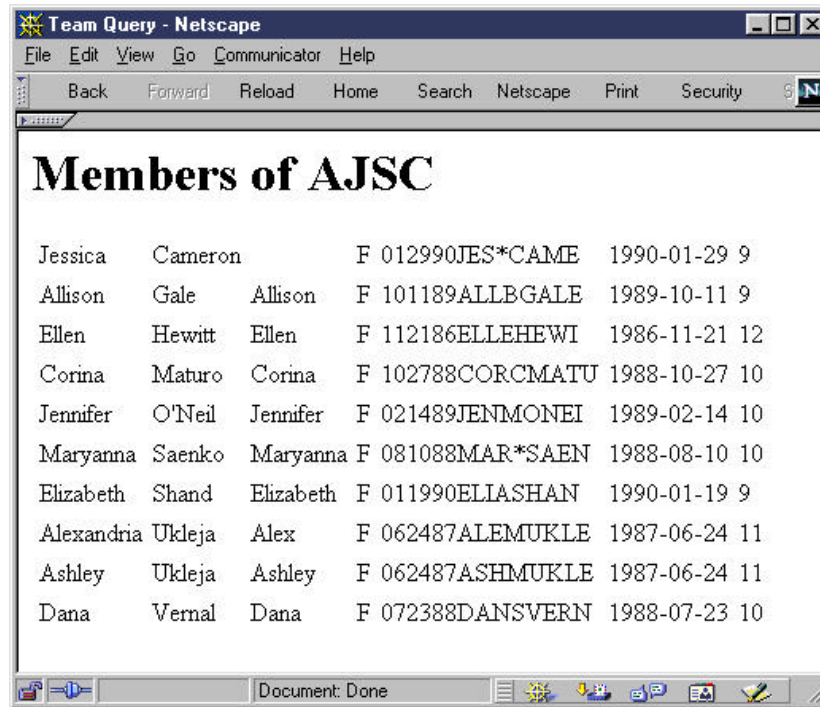 Team Query - Netscape
File Edit View Go Communicator Help
Back Forward Reload Home Search Netscape Print Security S N
Members of AJSC
Jessica Cameron F 012990JES*CAME 1990-01-29 9
Allison Gale Allison F 101189ALLBGALE 1989-10-11 9
Ellen Hewitt Ellen F 112186ELLEHEWI 1986-11-21 12
Corina Maturo Corina F 102788CORCMATU 1988-10-27 10
Jennifer O'Neil Jennifer F 021489JENMONEI 1989-02-14 10
Maryanna Saenko Maryanna F 081088MAR*SAEN 1988-08-10 10
Elizabeth Shand Elizabeth F 011990ELIASHAN 1990-01-19 9
Alexandria Ukleja Alex F 062487ALEMUKLE 1987-06-24 11
Ashley Ukleja Ashley F 062487ASHMUKLE 1987-06-24 11
Dana Vernal Dana F 072388DANSVERN 1988-07-23 10
Document: Done